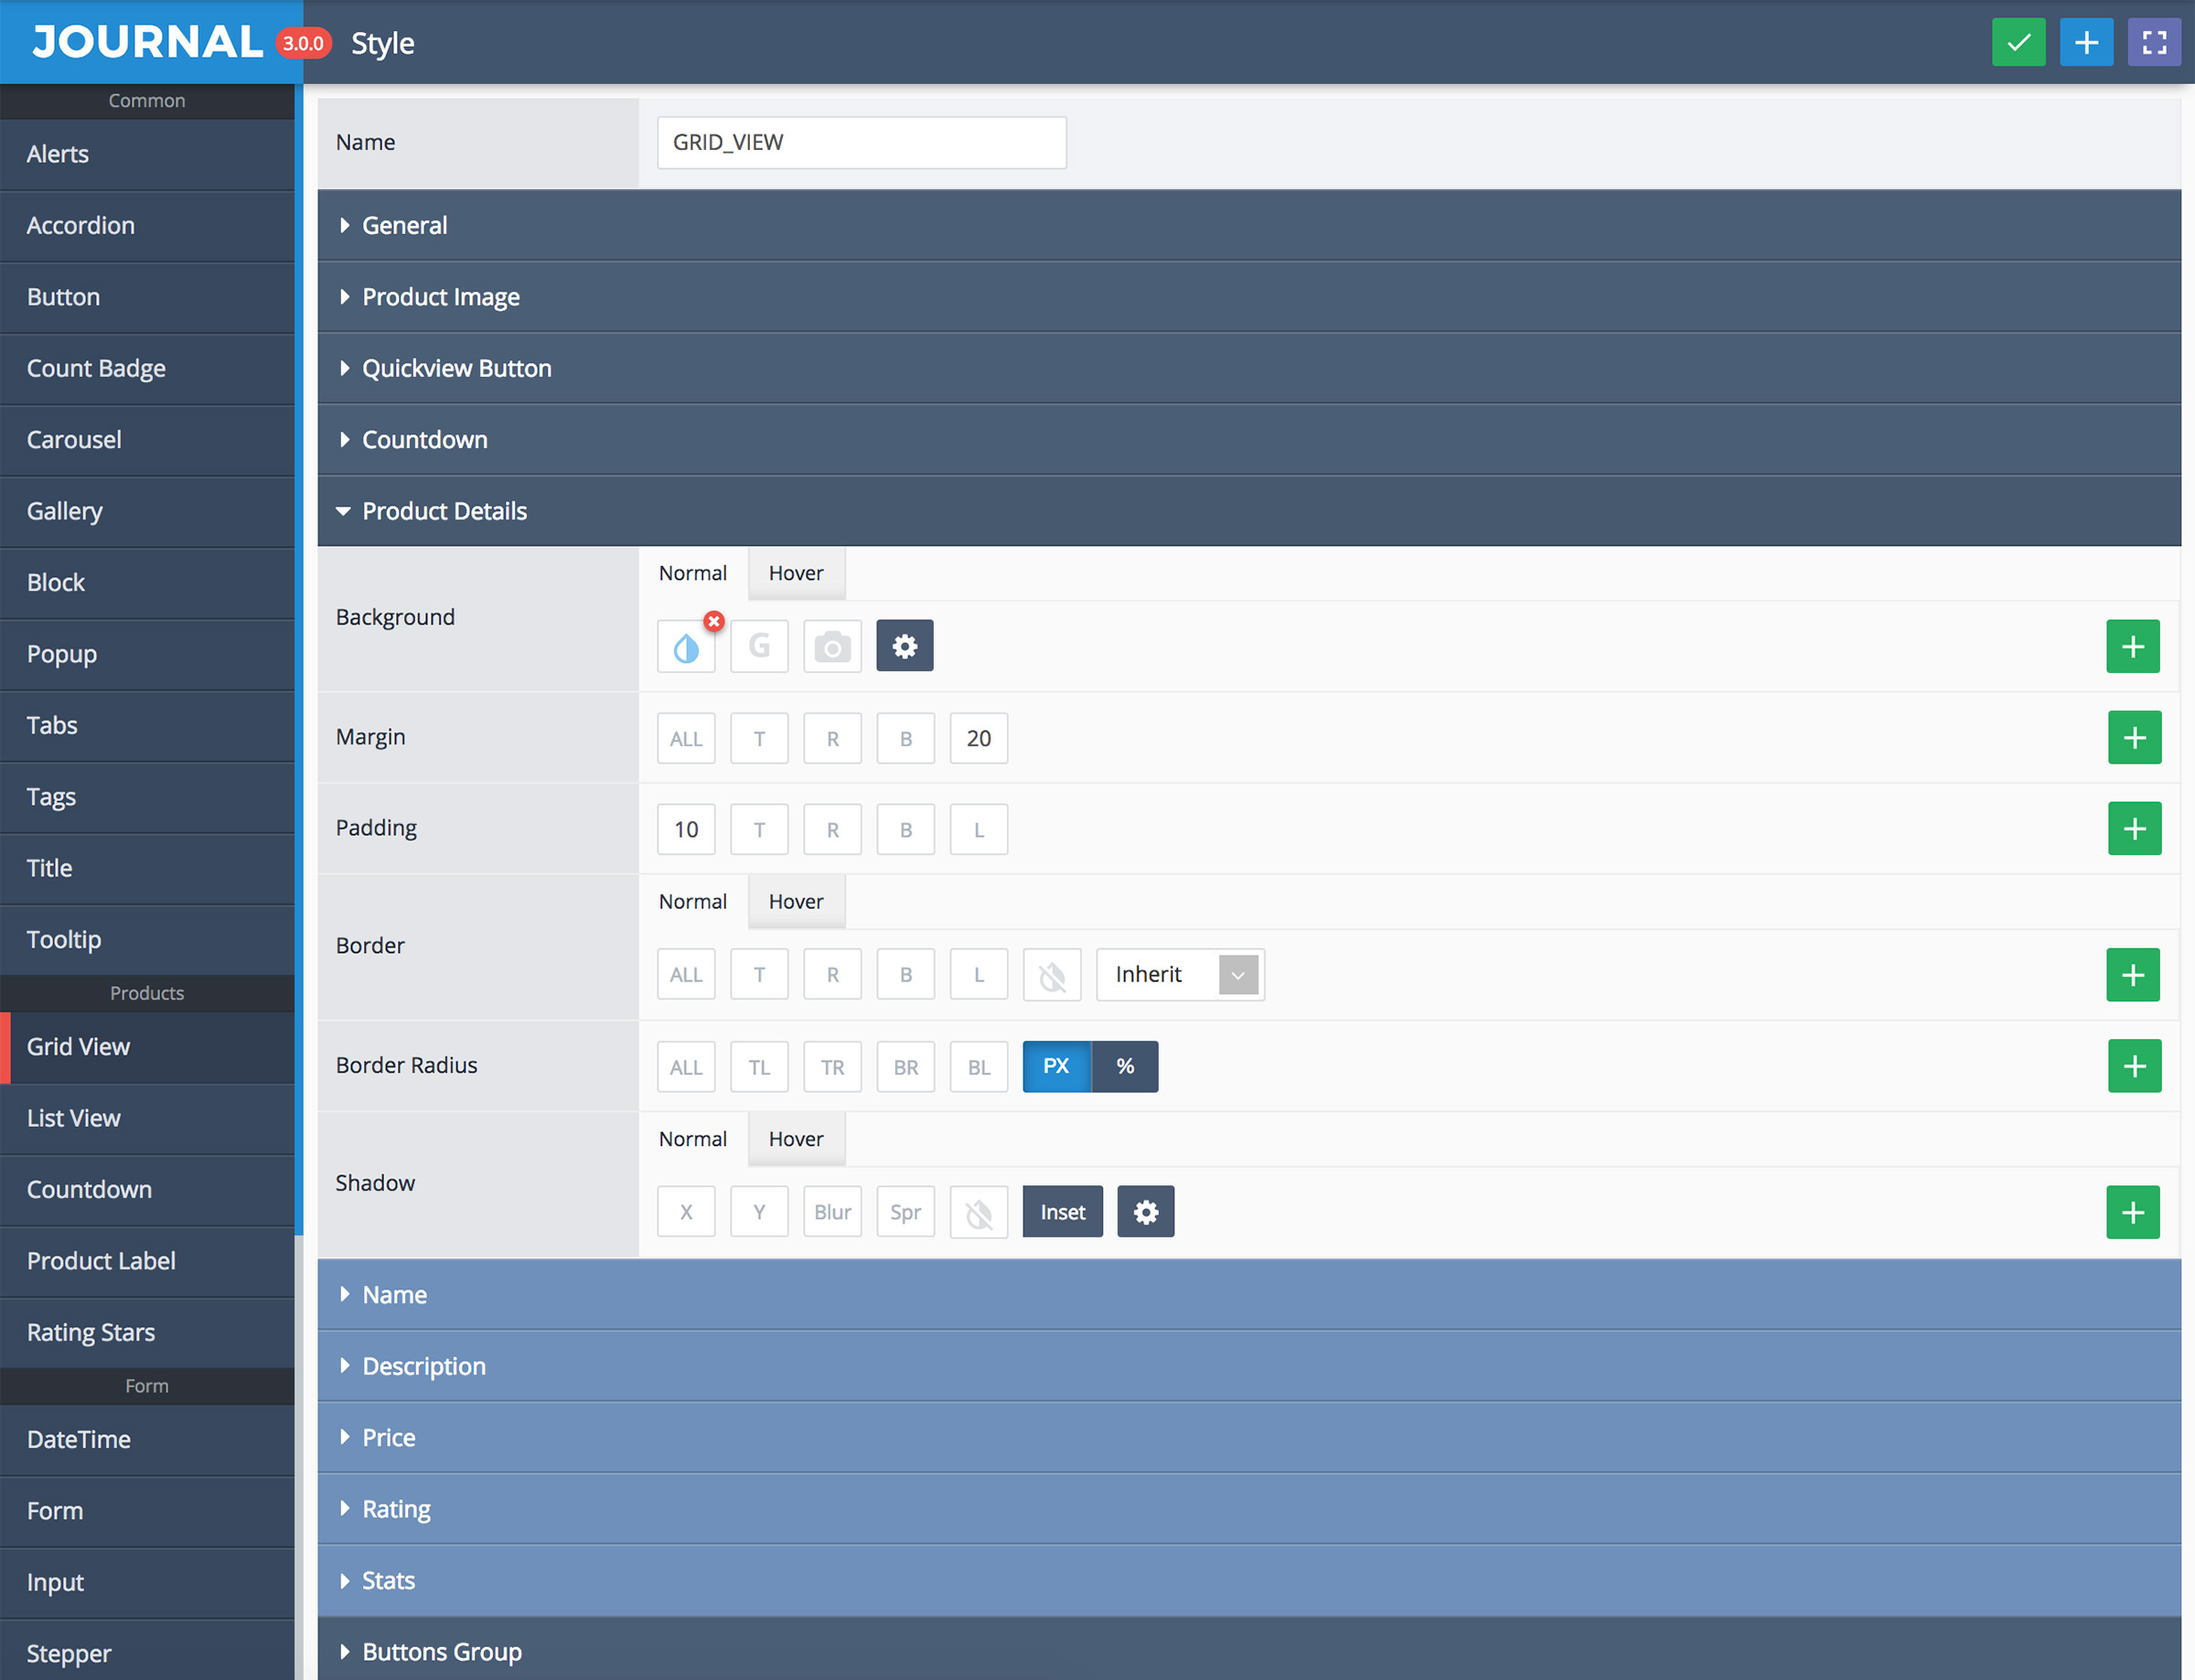 JOURNAL 3.0.0 Style
Common
Alerts
Accordion
Button
Count Badge
Carousel
Gallery
Block
Popup
Tabs
Tags
Title
Tooltip
Products
Grid View
List View
Countdown
Product Label
Rating Stars
Form
DateTime
Form
Input
Stepper
Name GRID_VIEW
General
Product Image
Quickview Button
Countdown
Product Details
Background
Normal Hover
G
Margin ALL T R B 20
Padding 10 T R B L
Border
Normal Hover
ALL T R B L Inherit
Border Radius ALL TL TR BR BL PX %
Shadow
Normal Hover
X Y Blur Spr Inset
Name
Description
Price
Rating
Stats
Buttons Group